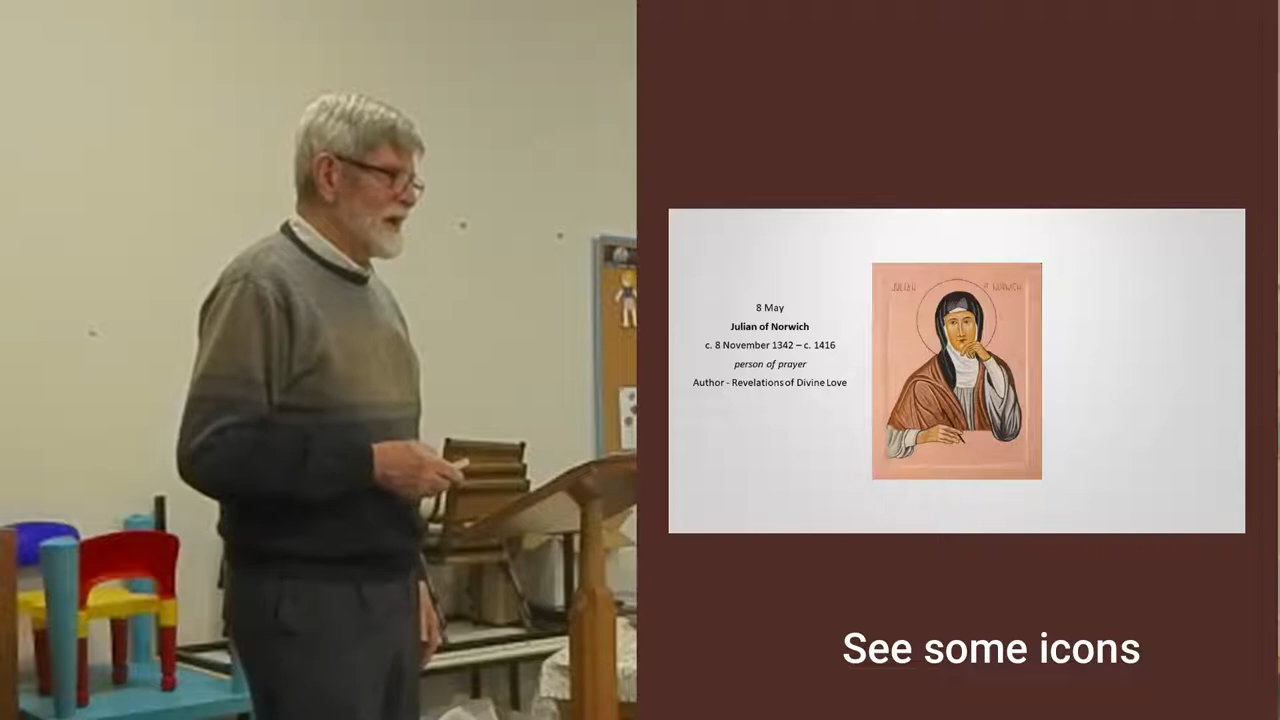 8 May
Julian of Norwich
c. 8 November 1342 – c. 1416
person of prayer
Author - Revelations of Divine Love
JULIAN OF NORWICH
See some icons